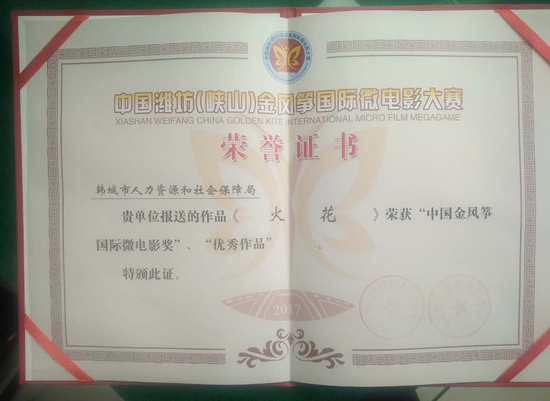 中国潍坊(峡山)金风筝国际微电影大赛
XIASHAN WEIFANG CHINA GOLDEN KITE INTERNATIONAL MICRO FILM MEGAGAME
荣誉证书
韩城市人力资源和社会保障局
贵单位报送的作品《 火 花 》荣获“中国金风筝
国际微电影奖”、“优秀作品” 。
特颁此证。
2017